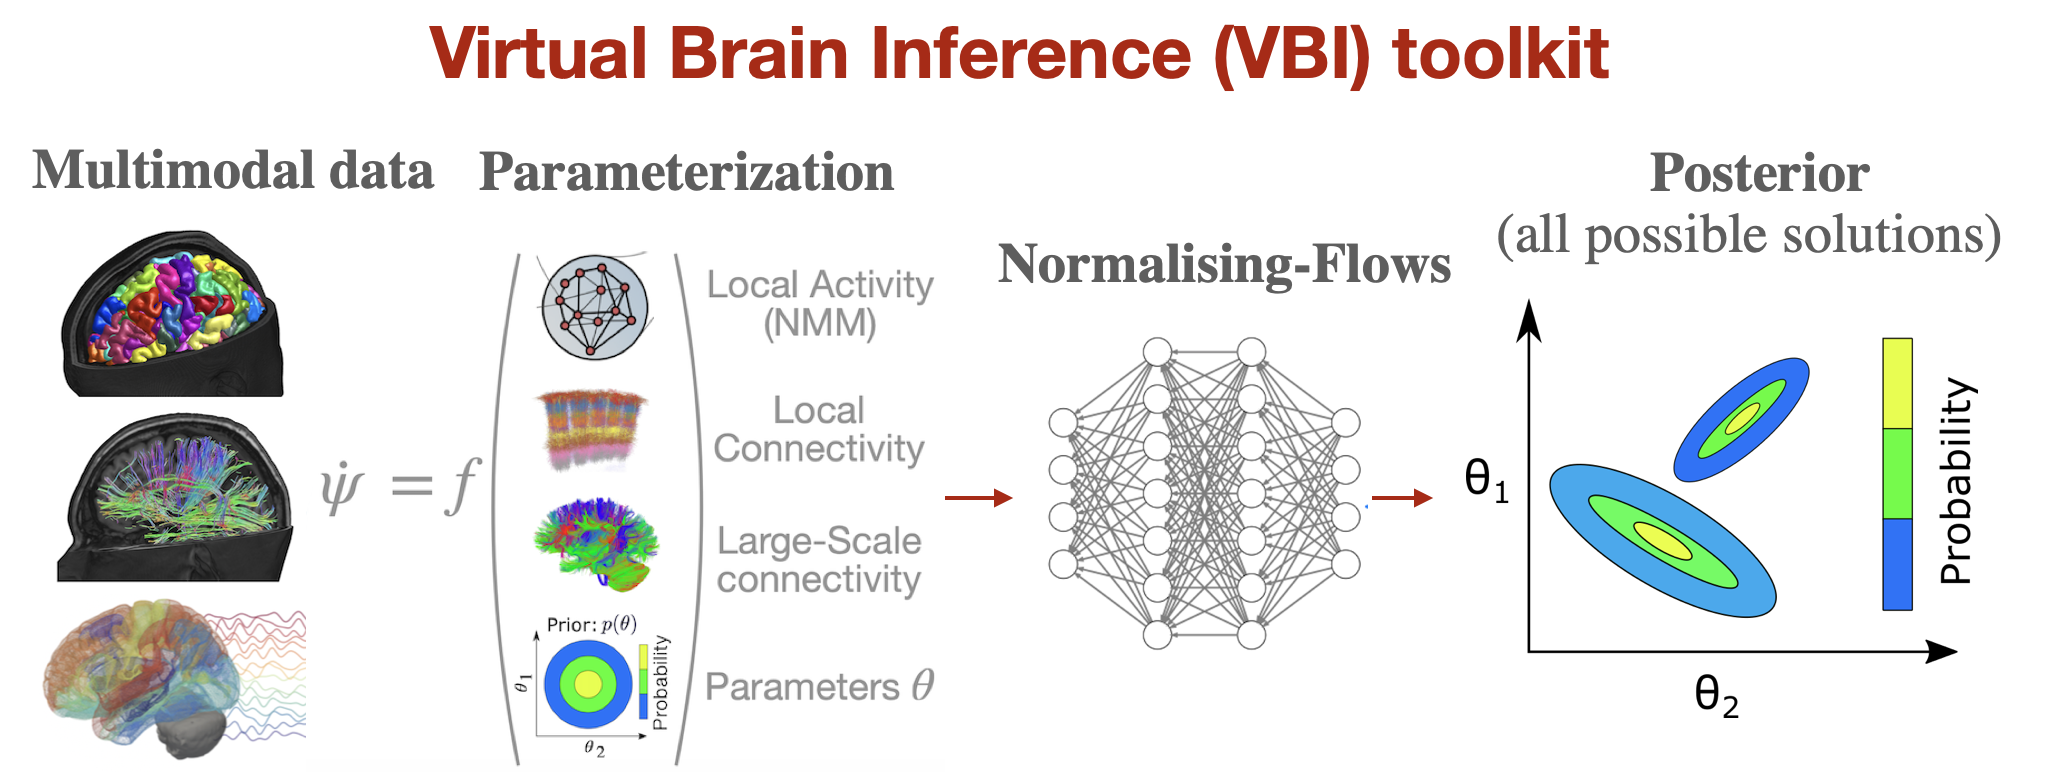 Virtual Brain Inference (VBI) toolkit
Multimodal data
Parameterization
ψ̇ = f
Local Activity
(NMM)
Local
Connectivity
Large-Scale
connectivity
Prior: p(θ)
θ1
θ2
Probability
Parameters θ
Normalising-Flows
Posterior
(all possible solutions)
θ1
θ2
Probability